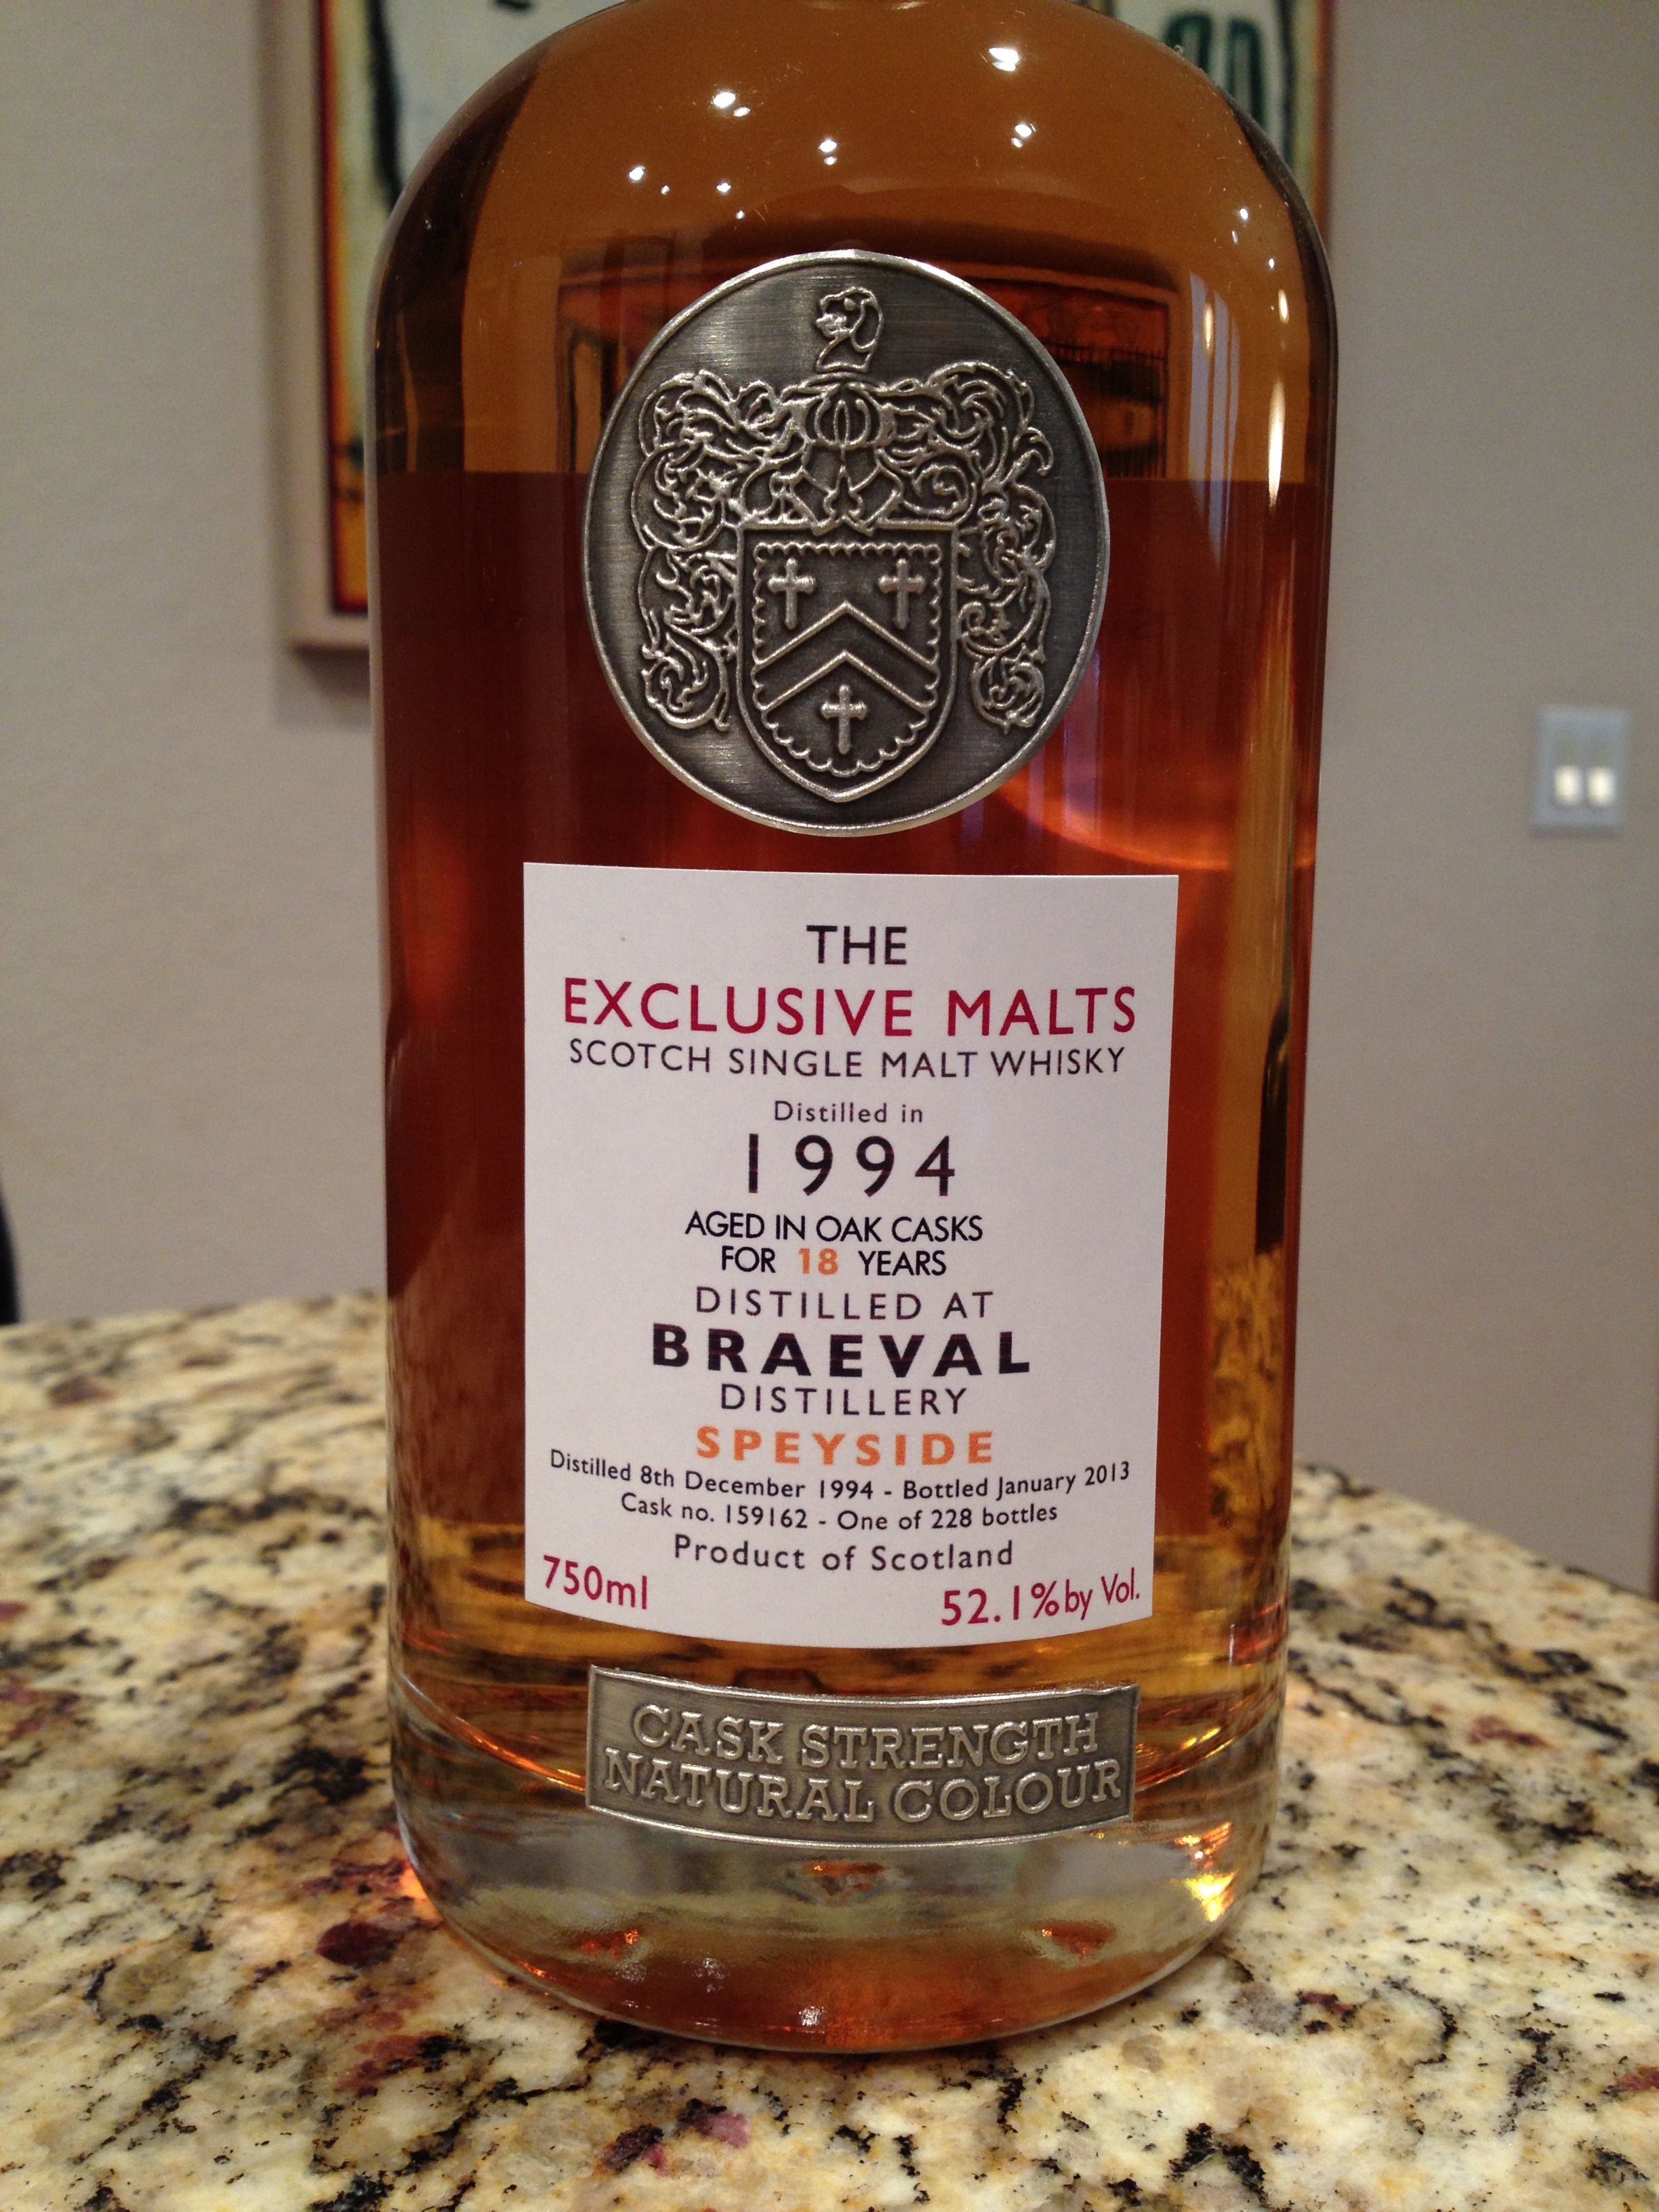 THE
EXCLUSIVE MALTS
SCOTCH SINGLE MALT WHISKY
Distilled in
1994
AGED IN OAK CASKS
FOR 18 YEARS
DISTILLED AT
BRAEVAL
DISTILLERY
SPEYSIDE
Distilled 8th December 1994 - Bottled January 2013
Cask no. 159162 - One of 228 bottles
Product of Scotland
750ml 52.1% by Vol.
CASK STRENGTH
NATURAL COLOUR